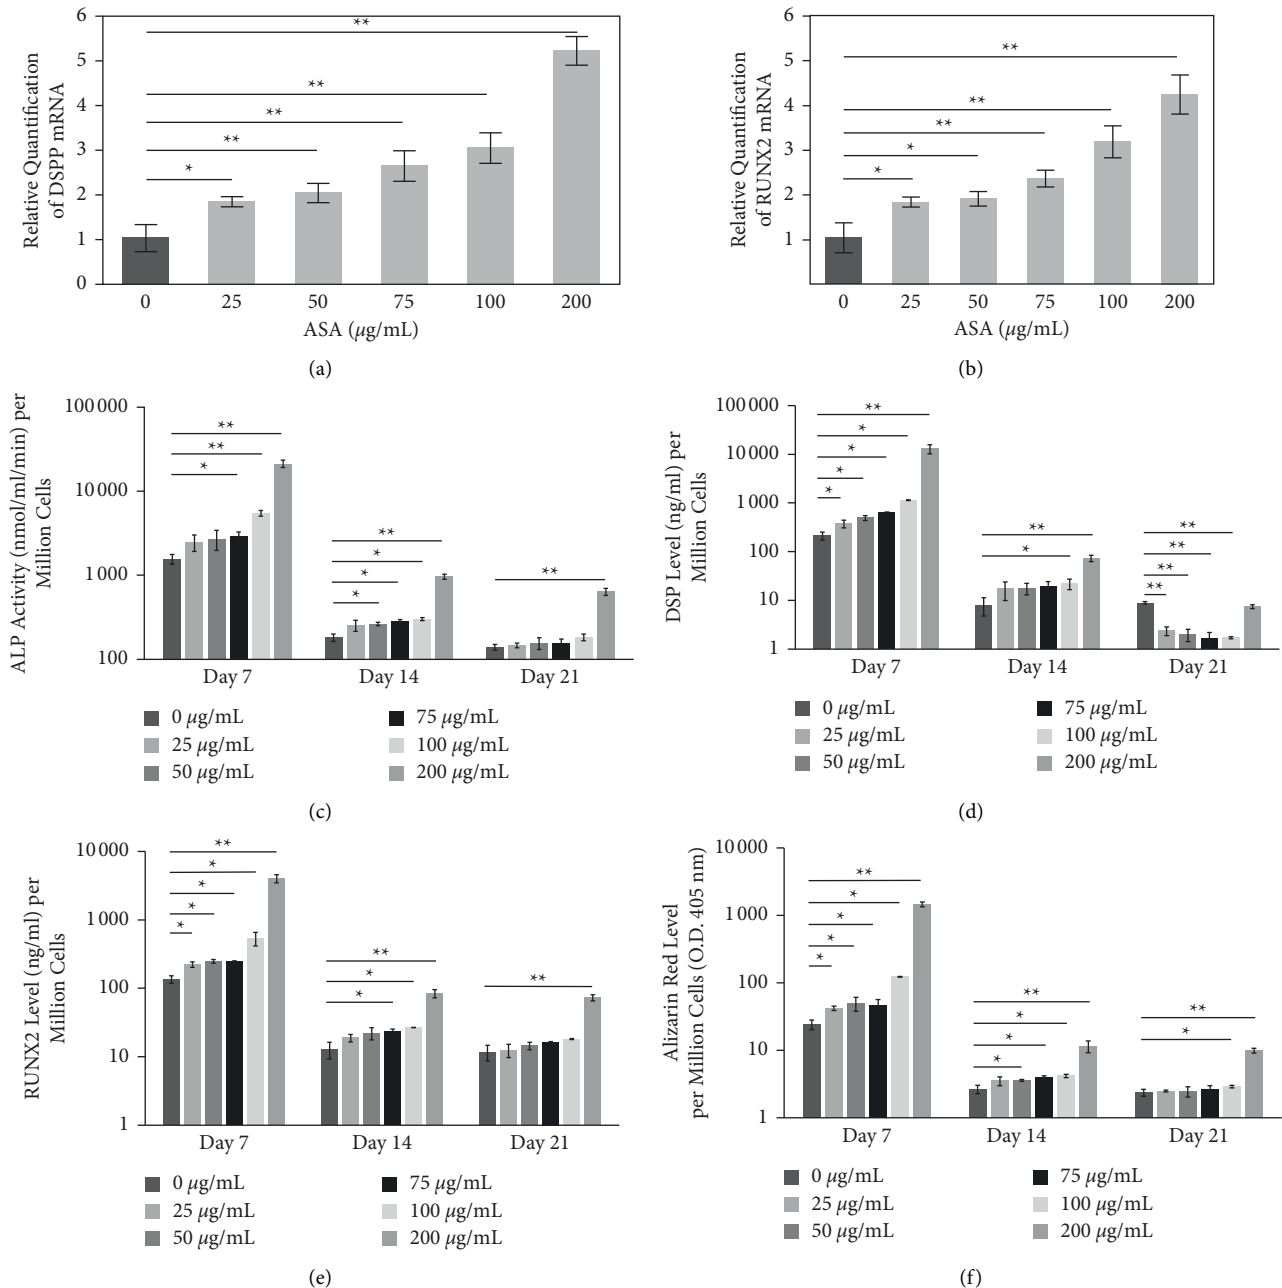 Relative Quantification
of DSPP mRNA
6
5
4
3
2
1
0
**
**
**
**
*
0 25 50 75 100 200
ASA (μg/mL)
(a)
Relative Quantification
of RUNX2 mRNA
6
5
4
3
2
1
**
**
**
*
*
0 25 50 75 100 200
ASA (μg/mL)
(b)
ALP Activity (nmol/ml/min) per
Million Cells
100 000
10 000
1 000
100
**
**
*
**
*
*
*
**
Day 7 Day 14 Day 21
0 μg/mL
25 μg/mL
50 μg/mL
75 μg/mL
100 μg/mL
200 μg/mL
(c)
DSP Level (ng/ml) per
Million Cells
100 000
10 000
1 000
100
10
1
**
*
*
*
*
**
*
**
**
**
**
Day 7 Day 14 Day 21
0 μg/mL
25 μg/mL
50 μg/mL
75 μg/mL
100 μg/mL
200 μg/mL
(d)
RUNX2 Level (ng/ml) per
Million Cells
10 000
1 000
100
10
1
**
*
*
*
*
**
*
*
**
Day 7 Day 14 Day 21
0 μg/mL
25 μg/mL
50 μg/mL
75 μg/mL
100 μg/mL
200 μg/mL
(e)
Alizarin Red Level
per Million Cells (O.D. 405 nm)
10 000
1 000
100
10
1
**
*
*
*
*
**
*
*
*
**
*
Day 7 Day 14 Day 21
0 μg/mL
25 μg/mL
50 μg/mL
75 μg/mL
100 μg/mL
200 μg/mL
(f)